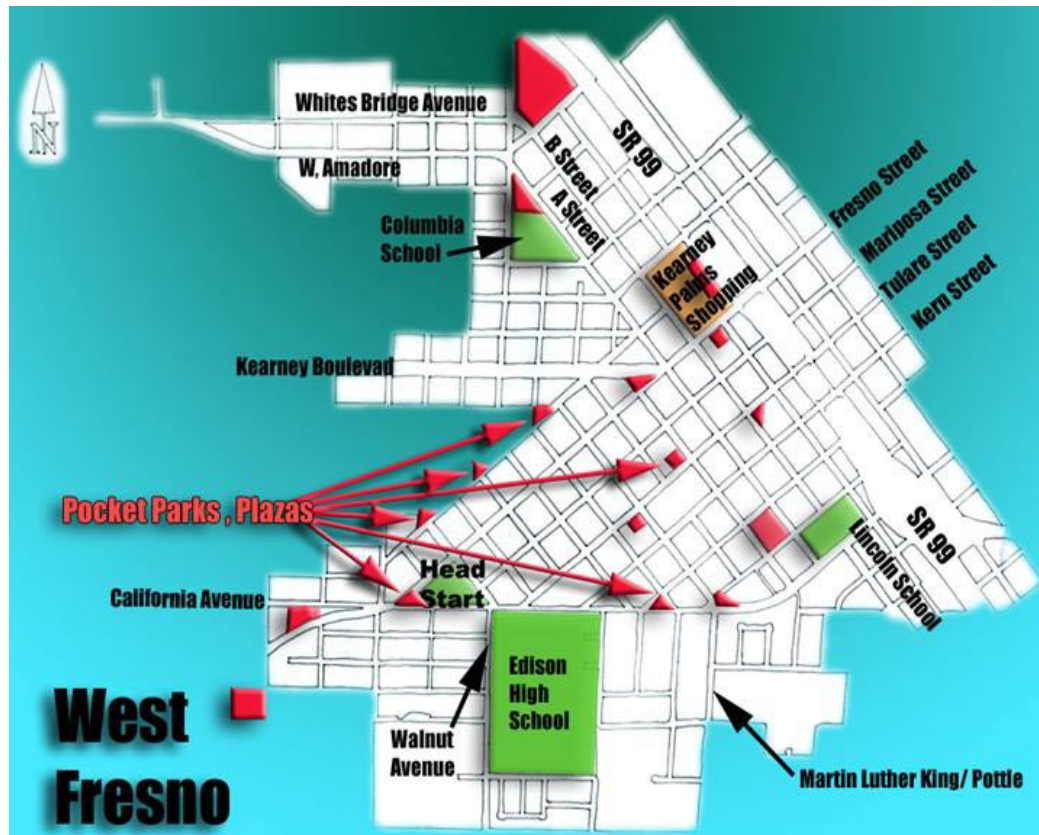 Whites Bridge Avenue
N
W. Amadore
B Street
A Street
SR 99
Fresno Street
Mariposa Street
Tulare Street
Kern Street
Columbia
School
Kearney
Palms
Shopping
Kearney Boulevad
Pocket Parks , Plazas
Head
Start
California Avenue
SR 99
Lincoln School
Edison
High
School
West
Fresno
Walnut
Avenue
Martin Luther King/ Pottle